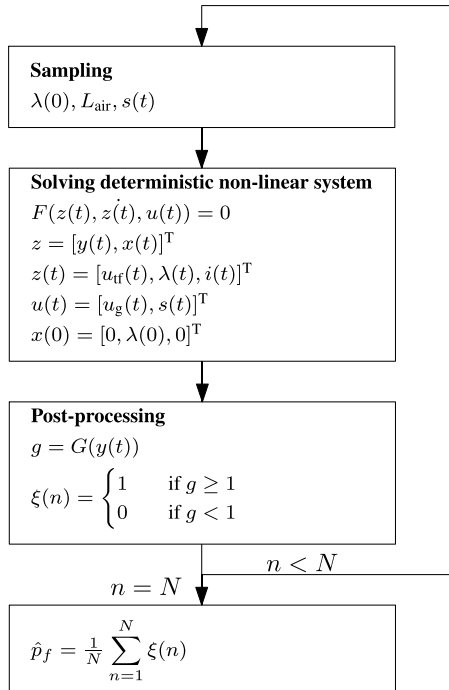 Sampling
λ(0), L_air, s(t)
Solving deterministic non-linear system
F(z(t), ż(t), u(t)) = 0
z = [y(t), x(t)]^T
z(t) = [u_tf(t), λ(t), i(t)]^T
u(t) = [u_g(t), s(t)]^T
x(0) = [0, λ(0), 0]^T
Post-processing
g = G(y(t))
ξ(n) = { 1 if g ≥ 1
0 if g < 1
n < N
n = N
p̂_f = 1/N ∑_{n=1}^{N} ξ(n)